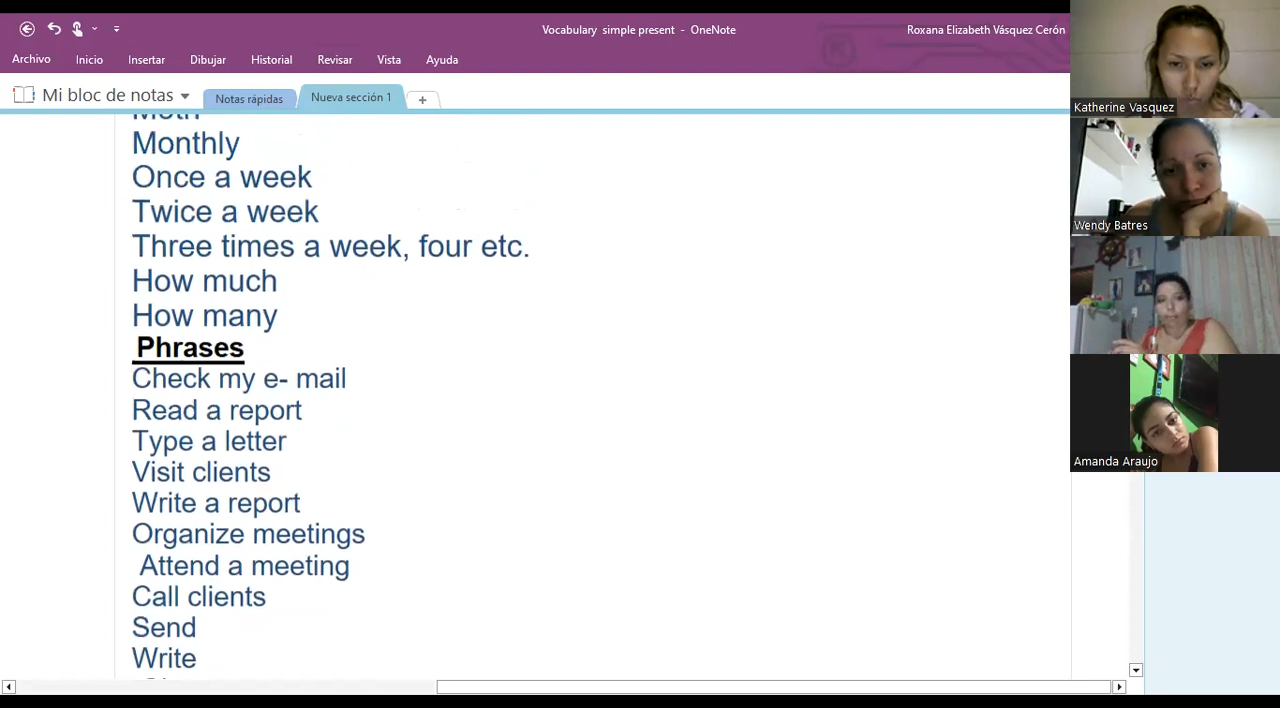 Vocabulary simple present - OneNote
Roxana Elizabeth Vásquez Cerón
Archivo Inicio Insertar Dibujar Historial Revisar Vista Ayuda
Mi bloc de notas Notas rápidas Nueva sección 1
Monthly
Once a week
Twice a week
Three times a week, four etc.
How much
How many
Phrases
Check my e- mail
Read a report
Type a letter
Visit clients
Write a report
Organize meetings
Attend a meeting
Call clients
Send
Write
Katherine Vasquez
Wendy Batres
Amanda Araujo